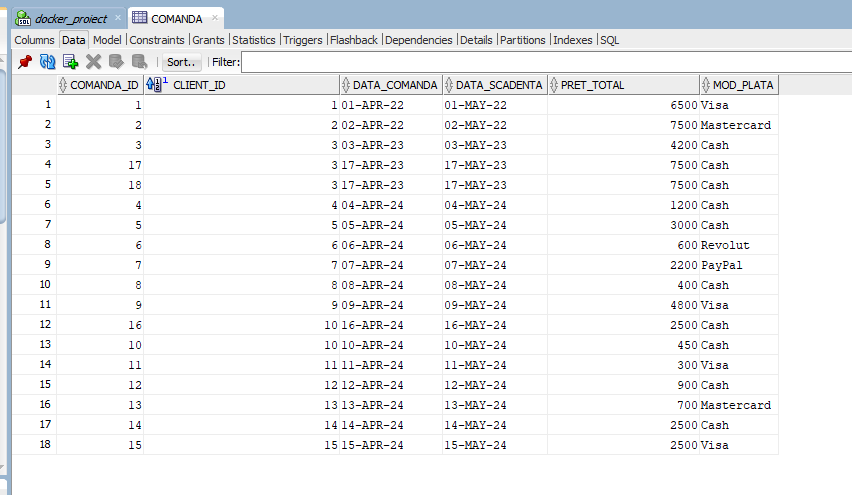 docker_proiect COMANDA
Columns Data Model Constraints Grants Statistics Triggers Flashback Dependencies Details Partitions Indexes SQL
Sort.. Filter:
COMANDA_ID CLIENT_ID DATA_COMANDA DATA_SCADENTA PRET_TOTAL MOD_PLATA
1 1 1 01-APR-22 01-MAY-22 6500 Visa
2 2 2 02-APR-22 02-MAY-22 7500 Mastercard
3 3 3 03-APR-23 03-MAY-23 4200 Cash
4 17 3 17-APR-23 17-MAY-23 7500 Cash
5 18 3 17-APR-23 17-MAY-23 7500 Cash
6 4 4 04-APR-24 04-MAY-24 1200 Cash
7 5 5 05-APR-24 05-MAY-24 3000 Cash
8 6 6 06-APR-24 06-MAY-24 600 Revolut
9 7 7 07-APR-24 07-MAY-24 2200 PayPal
10 8 8 08-APR-24 08-MAY-24 400 Cash
11 9 9 09-APR-24 09-MAY-24 4800 Visa
12 16 10 16-APR-24 16-MAY-24 2500 Cash
13 10 10 10-APR-24 10-MAY-24 450 Cash
14 11 11 11-APR-24 11-MAY-24 300 Visa
15 12 12 12-APR-24 12-MAY-24 900 Cash
16 13 13 13-APR-24 13-MAY-24 700 Mastercard
17 14 14 14-APR-24 14-MAY-24 2500 Cash
18 15 15 15-APR-24 15-MAY-24 2500 Visa